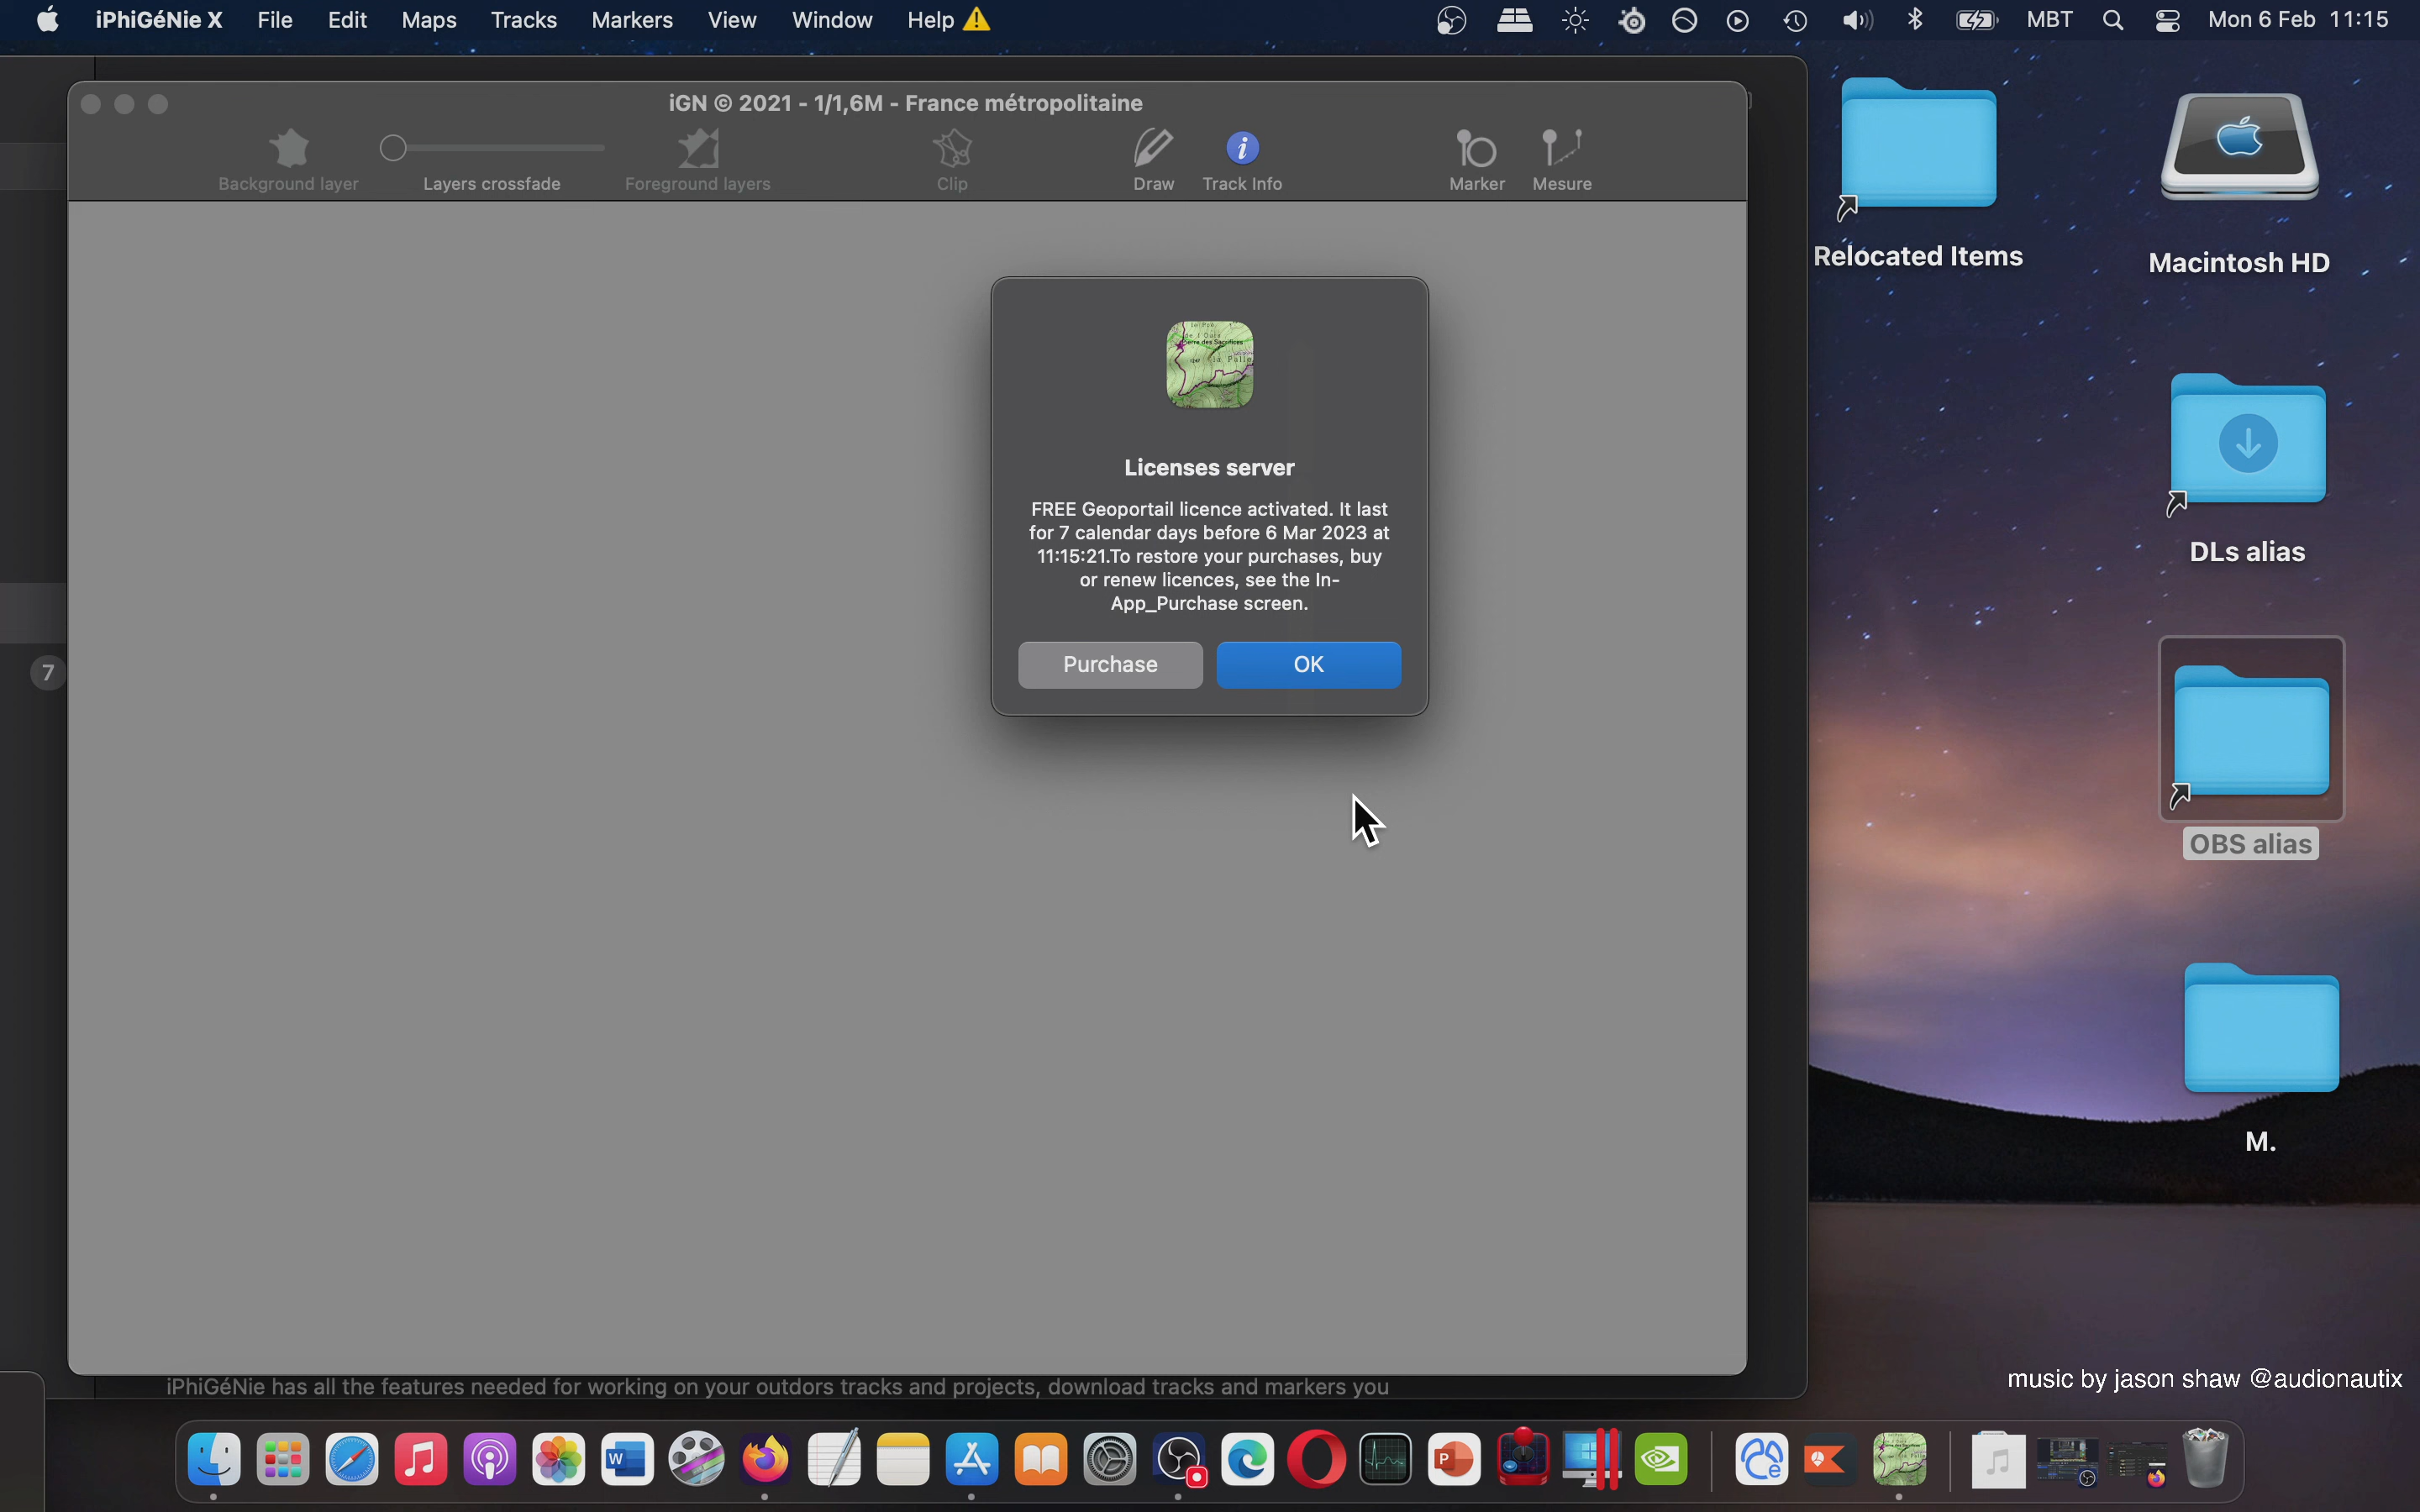 iPhiGéNie X File Edit Maps Tracks Markers View Window Help MBT Mon 6 Feb 11:15
iGN © 2021 - 1/1,6M - France métropolitaine
Background layer Layers crossfade Foreground layers Clip Draw Track Info Marker Mesure
Relocated Items
Macintosh HD
Licenses server
FREE Geoportail licence activated. It last
for 7 calendar days before 6 Mar 2023 at
11:15:21.To restore your purchases, buy
or renew licences, see the In-
App_Purchase screen.
Purchase OK
7
DLs alias
OBS alias
M.
iPhiGéNie has all the features needed for working on your outdors tracks and projects, download tracks and markers you
music by jason shaw @audionautix